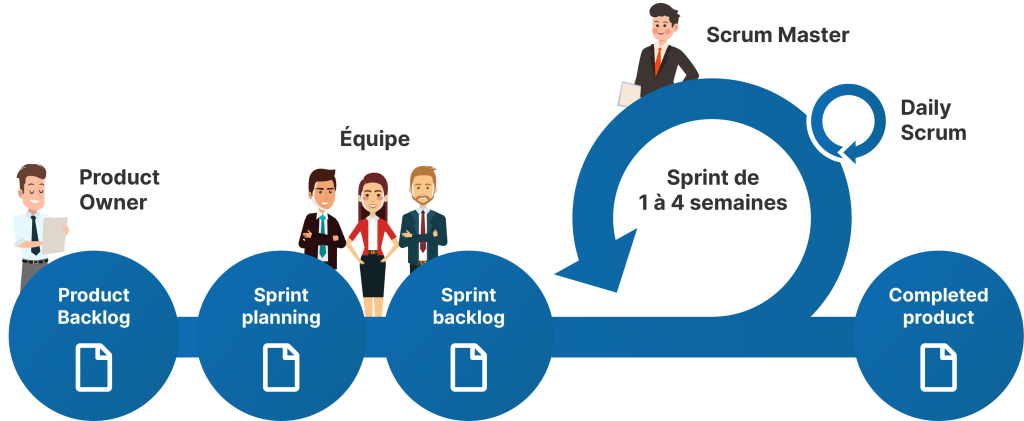 Scrum Master
Daily
Scrum
Équipe
Product
Owner
Sprint de
1 à 4 semaines
Product
Backlog
Sprint
planning
Sprint
backlog
Completed
product